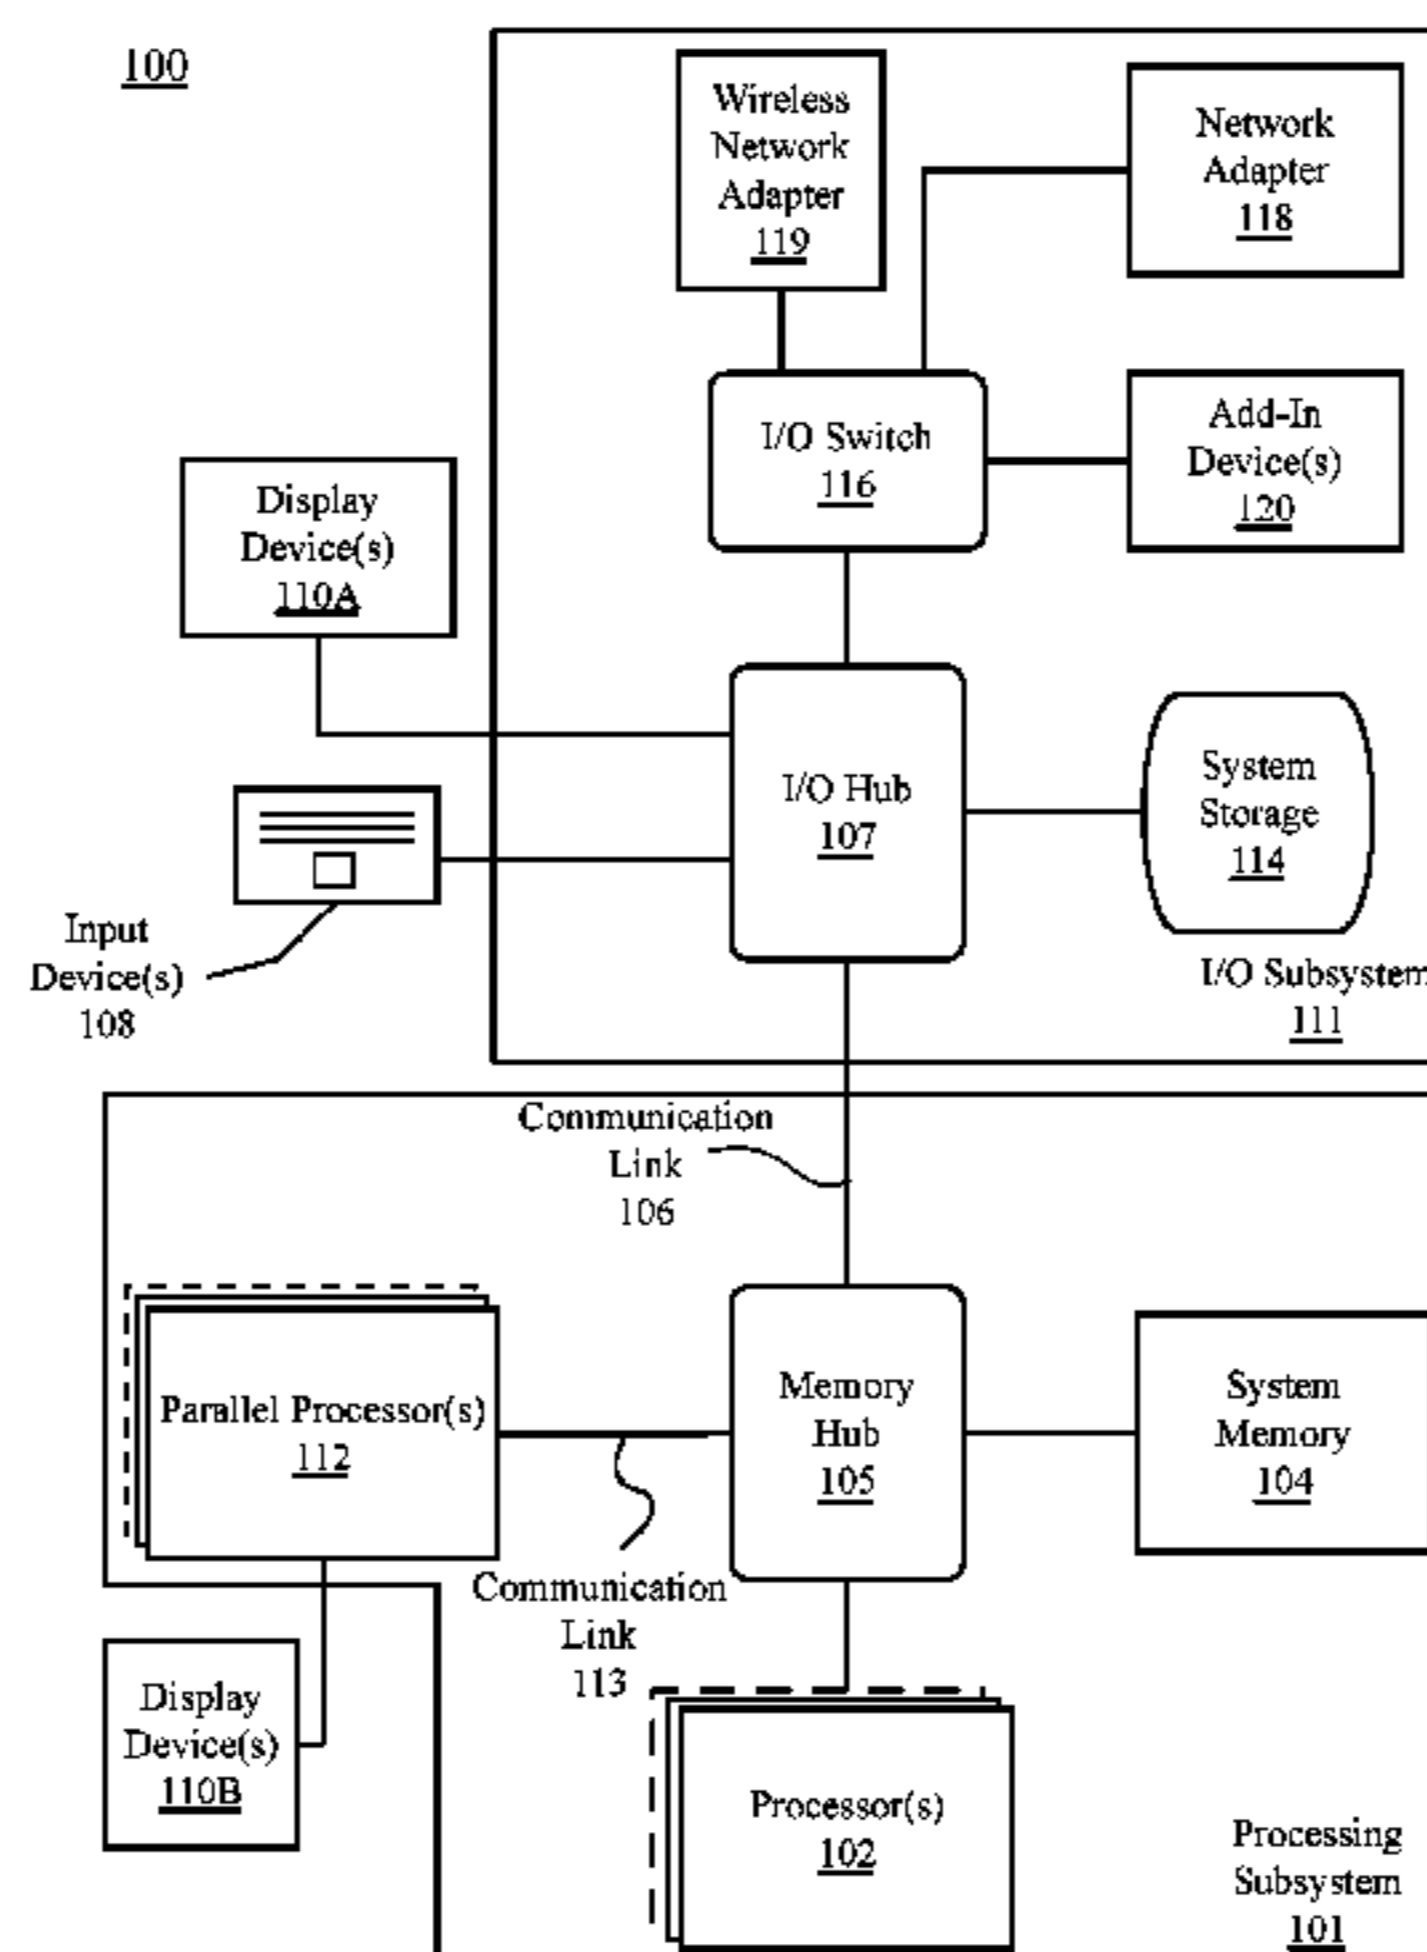 100
Wireless
Network
Adapter
119
Network
Adapter
118
I/O Switch
116
Add-In
Device(s)
120
Display
Device(s)
110A
I/O Hub
107
System
Storage
114
Input
Device(s)
108
I/O Subsystem
111
Communication
Link
106
Parallel Processor(s)
112
Memory
Hub
105
System
Memory
104
Communication
Link
113
Display
Device(s)
110B
Processor(s)
102
Processing
Subsystem
101